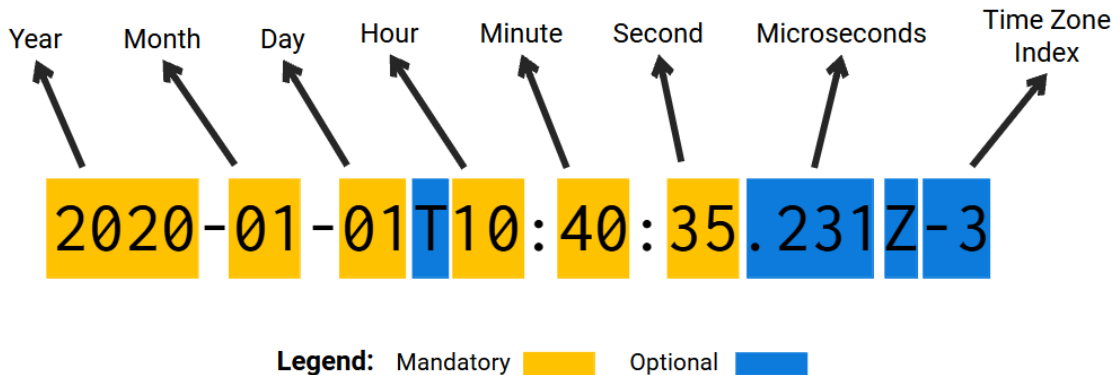 Year Month Day Hour Minute Second Microseconds Time Zone
Index
2020-01-01T10:40:35.231Z-3
Legend: Mandatory Optional